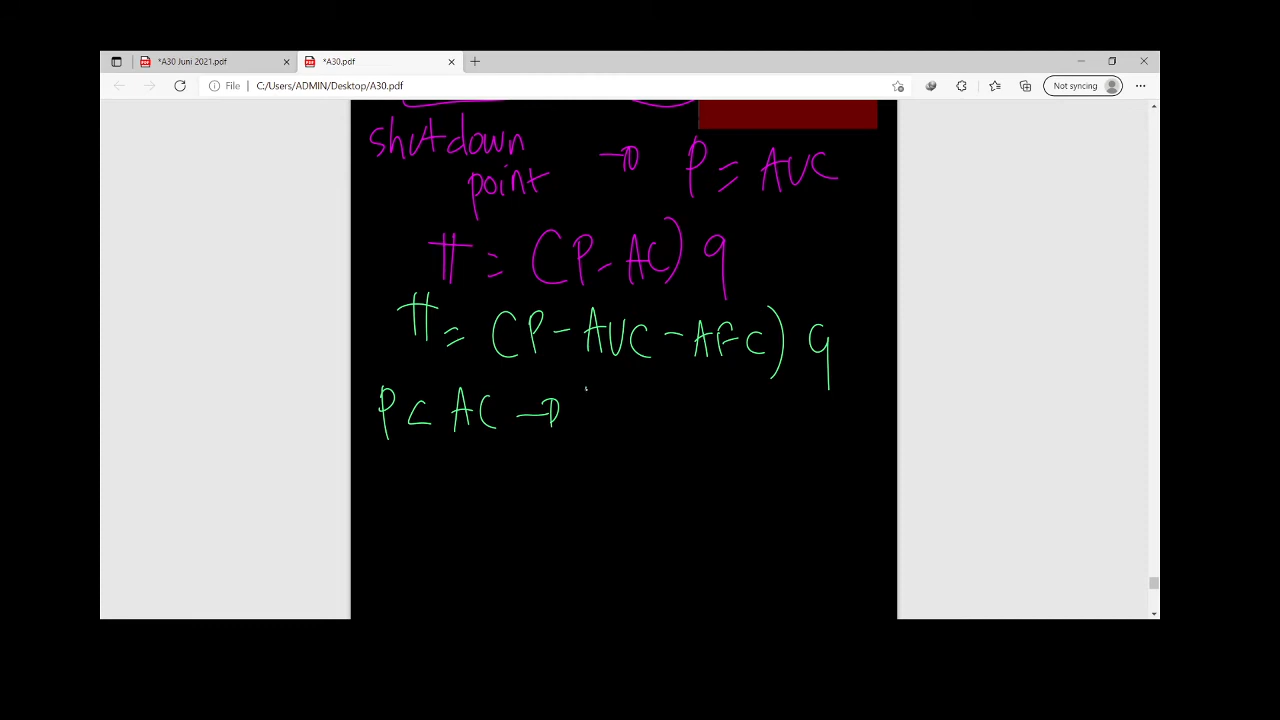 *A30 Juni 2021.pdf
*A30.pdf
File
C:/Users/ADMIN/Desktop/A30.pdf
Not syncing
shutdown
point → P = AVC
π = (P - AC) q
π = (P - AVC - AFC) q
P < AC →